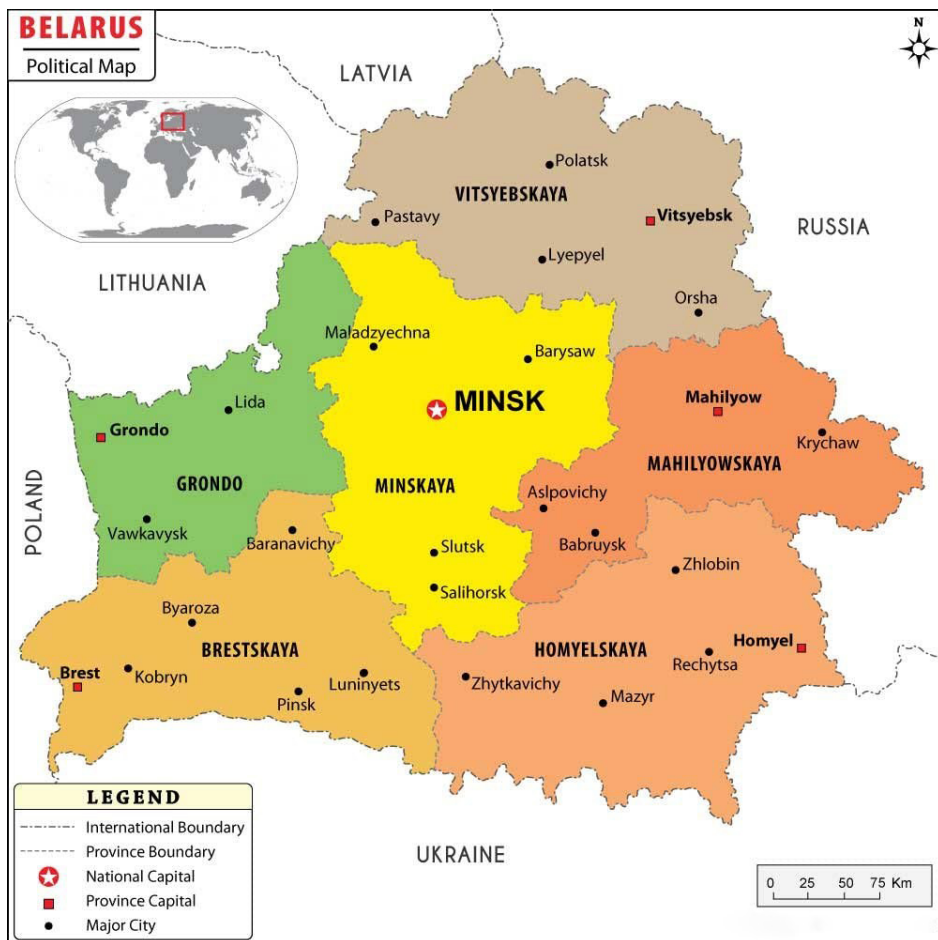 BELARUS
Political Map
N
LATVIA
Polatsk
VITSYEBSKAYA
Pastavy
Vitsyebsk
RUSSIA
Lyepyel
LITHUANIA
Orsha
Maladzyechna
Barysaw
MINSK
Mahilyow
Lida
Grondo
Krychaw
MAHILYOWSKAYA
GRONDO
MINSKAYA
Aslpovichy
POLAND
Vawkavysk
Baranavichy
Babruysk
Slutsk
Zhlobin
Salihorsk
Byaroza
BRESTSKAYA
HOMYELSKAYA
Homyel
Rechytsa
Brest
Kobryn
Luninyets
Zhytkavichy
Pinsk
Mazyr
LEGEND
International Boundary
Province Boundary
National Capital
Province Capital
Major City
UKRAINE
0 25 50 75 Km